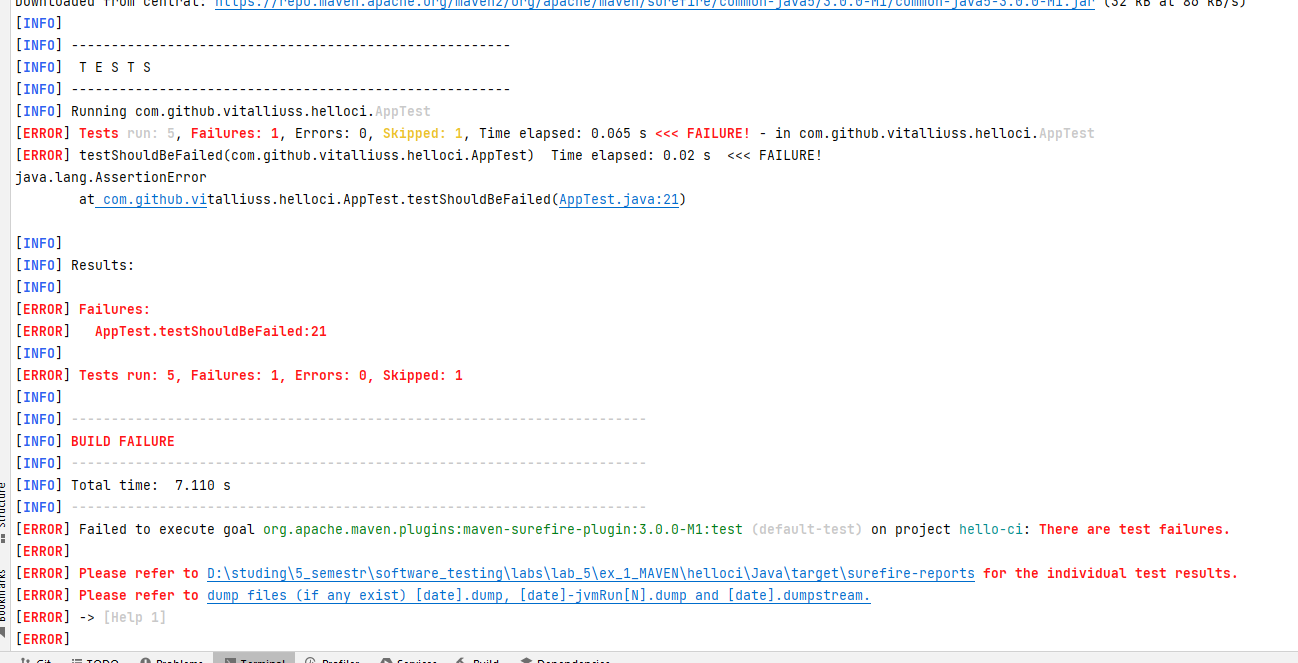 Downloaded from central: https://repo.maven.apache.org/maven2/org/apache/maven/surefire/common-java5/3.0.0-M1/common-java5-3.0.0-M1.jar (32 kB at 86 kB/s)
[INFO]
[INFO] -------------------------------------------------------
[INFO]  T E S T S
[INFO] -------------------------------------------------------
[INFO] Running com.github.vitalliuss.helloci.AppTest
[ERROR] Tests run: 5, Failures: 1, Errors: 0, Skipped: 1, Time elapsed: 0.065 s <<< FAILURE! - in com.github.vitalliuss.helloci.AppTest
[ERROR] testShouldBeFailed(com.github.vitalliuss.helloci.AppTest)  Time elapsed: 0.02 s  <<< FAILURE!
java.lang.AssertionError
        at com.github.vitalliuss.helloci.AppTest.testShouldBeFailed(AppTest.java:21)
[INFO]
[INFO] Results:
[INFO]
[ERROR] Failures:
[ERROR]   AppTest.testShouldBeFailed:21
[INFO]
[ERROR] Tests run: 5, Failures: 1, Errors: 0, Skipped: 1
[INFO]
[INFO] ------------------------------------------------------------------------
[INFO] BUILD FAILURE
[INFO] ------------------------------------------------------------------------
[INFO] Total time:  7.110 s
[INFO] ------------------------------------------------------------------------
[ERROR] Failed to execute goal org.apache.maven.plugins:maven-surefire-plugin:3.0.0-M1:test (default-test) on project hello-ci: There are test failures.
[ERROR]
[ERROR] Please refer to D:\studing\5_semestr\software_testing\labs\lab_5\ex_1_MAVEN\helloci\Java\target\surefire-reports for the individual test results.
[ERROR] Please refer to dump files (if any exist) [date].dump, [date]-jvmRun[N].dump and [date].dumpstream.
[ERROR] -> [Help 1]
[ERROR]
Structure
Bookmarks
Git TODO Problems Terminal Profiler Services Build Dependencies